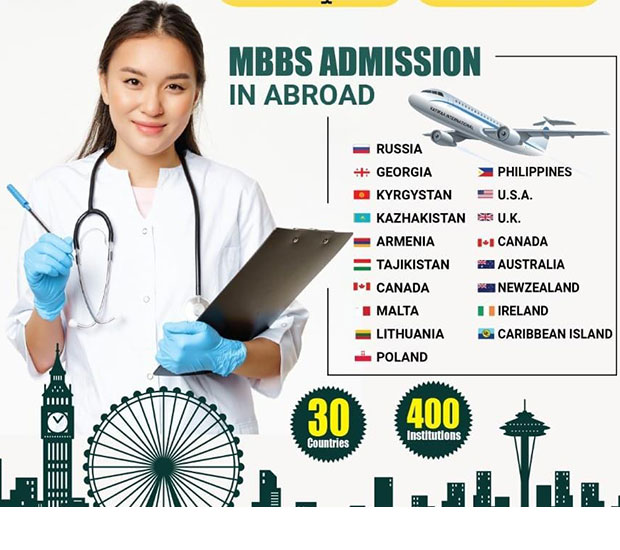 MBBS ADMISSION
IN ABROAD
RUSSIA
GEORGIA
KYRGYSTAN
KAZHAKISTAN
ARMENIA
TAJIKISTAN
CANADA
MALTA
LITHUANIA
POLAND
PHILIPPINES
U.S.A.
U.K.
CANADA
AUSTRALIA
NEWZEALAND
IRELAND
CARIBBEAN ISLAND
30
Countries
400
Institutions